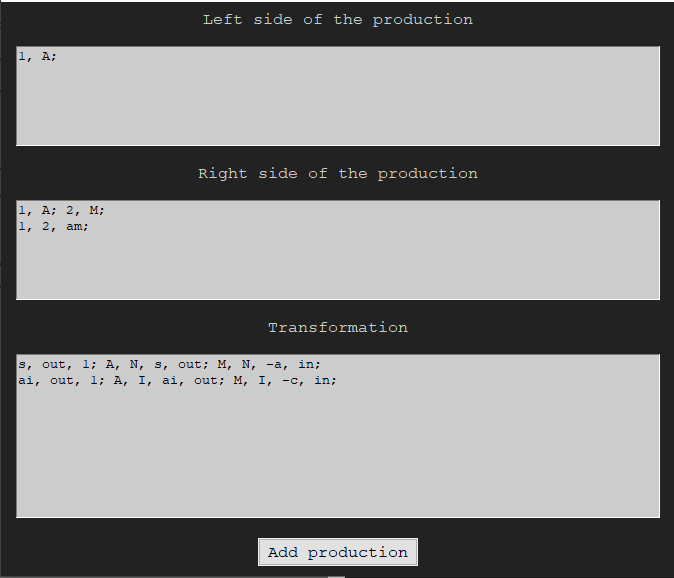 Left side of the production
1, A;
Right side of the production
1, A; 2, M;
1, 2, am;
Transformation
s, out, 1; A, N, s, out; M, N, -a, in;
ai, out, 1; A, I, ai, out; M, I, -c, in;
Add production